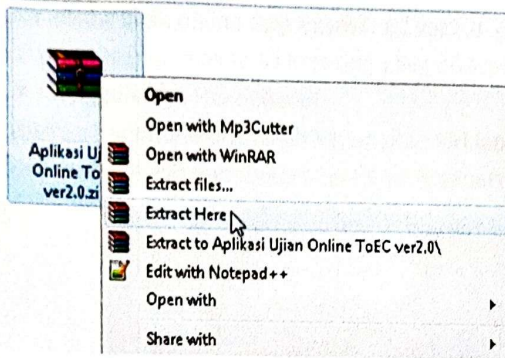 Aplikasi Uj
Online To
ver2.0.zi
Open
Open with Mp3Cutter
Open with WinRAR
Extract files...
Extract Here
Extract to Aplikasi Ujian Online ToEC ver2.0\
Edit with Notepad++
Open with
Share with